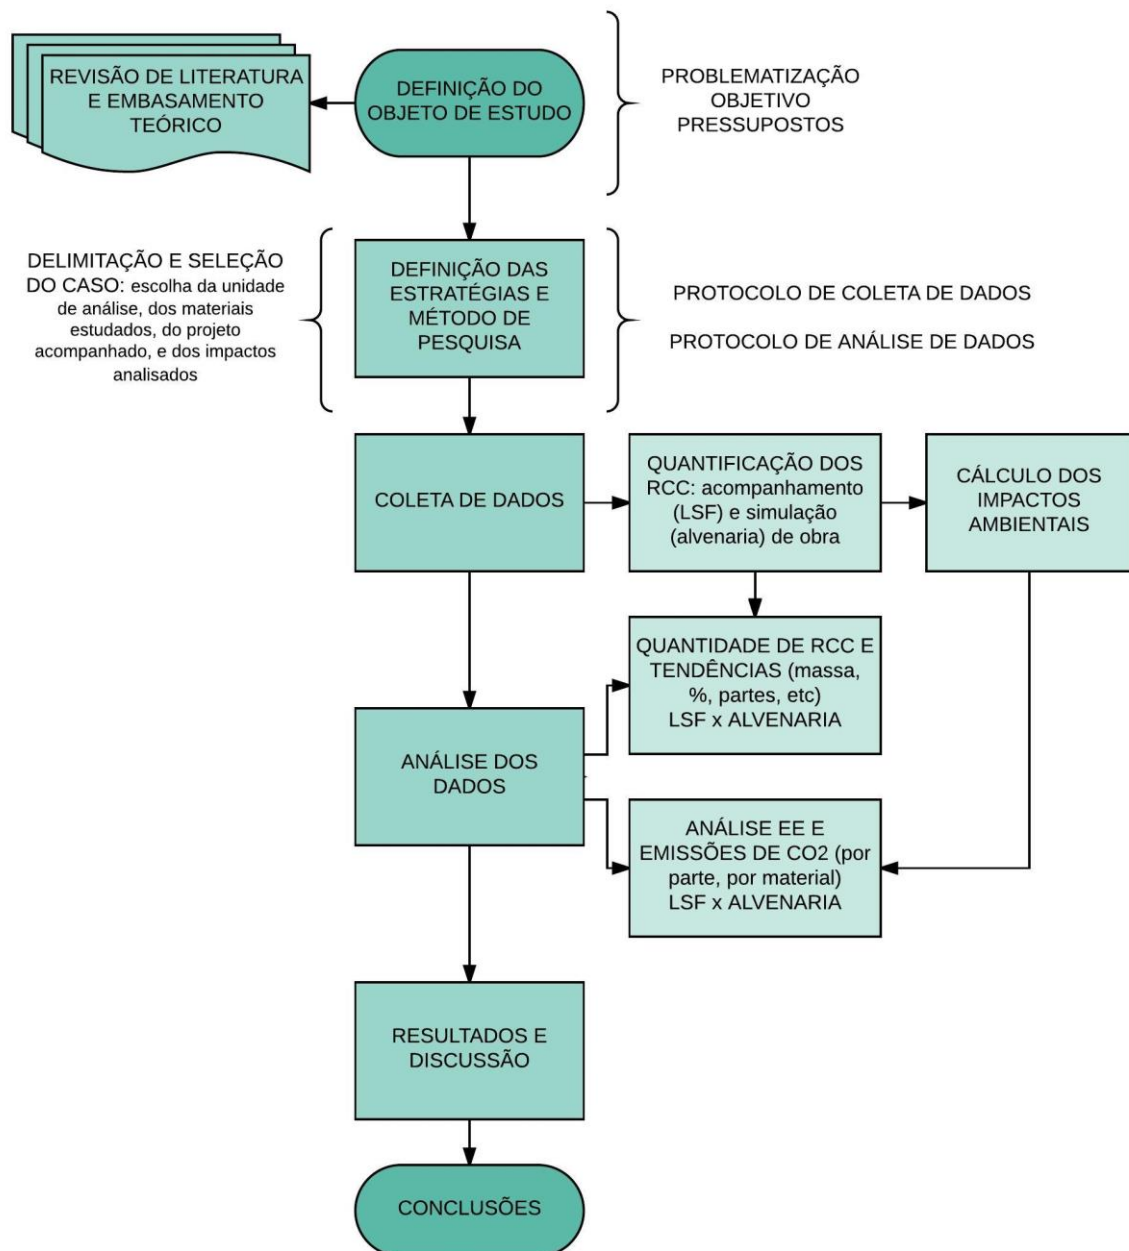 REVISÃO DE LITERATURA
E EMBASAMENTO
TEÓRICO
DEFINIÇÃO DO
OBJETO DE ESTUDO
PROBLEMATIZAÇÃO
OBJETIVO
PRESSUPOSTOS
DELIMITAÇÃO E SELEÇÃO
DO CASO: escolha da unidade
de análise, dos materiais
estudados, do projeto
acompanhado, e dos impactos
analisados
DEFINIÇÃO DAS
ESTRATÉGIAS E
MÉTODO DE
PESQUISA
PROTOCOLO DE COLETA DE DADOS
PROTOCOLO DE ANÁLISE DE DADOS
COLETA DE DADOS
QUANTIFICAÇÃO DOS
RCC: acompanhamento
(LSF) e simulação
(alvenaria) de obra
CÁLCULO DOS
IMPACTOS
AMBIENTAIS
QUANTIDADE DE RCC E
TENDÊNCIAS (massa,
%, partes, etc)
LSF x ALVENARIA
ANÁLISE DOS
DADOS
ANÁLISE EE E
EMISSÕES DE CO2 (por
parte, por material)
LSF x ALVENARIA
RESULTADOS E
DISCUSSÃO
CONCLUSÕES